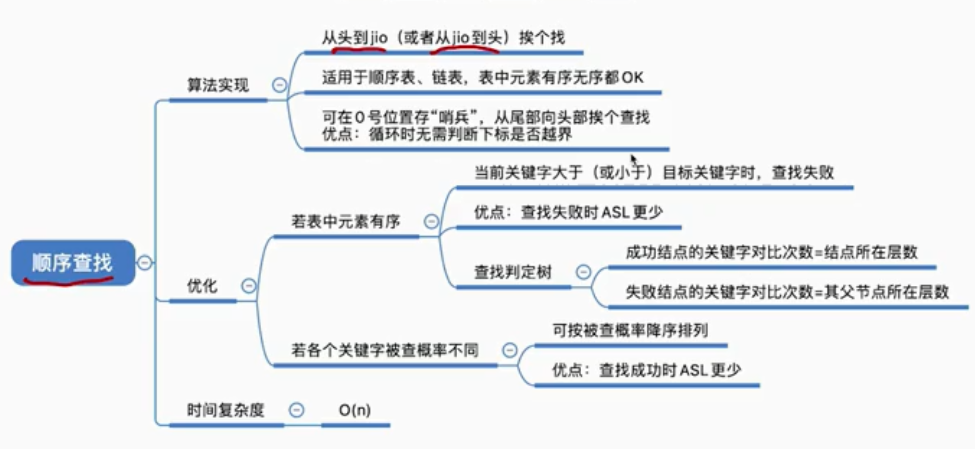 顺序查找
算法实现
从头到jio（或者从jio到头）挨个找
适用于顺序表、链表，表中元素有序无序都OK
可在0号位置存“哨兵”，从尾部向头部挨个查找
优点：循环时无需判断下标是否越界
优化
若表中元素有序
当前关键字大于（或小于）目标关键字时，查找失败
优点：查找失败时ASL更少
查找判定树
成功结点的关键字对比次数=结点所在层数
失败结点的关键字对比次数=其父节点所在层数
若各个关键字被查概率不同
可按被查概率降序排列
优点：查找成功时ASL更少
时间复杂度
O(n)